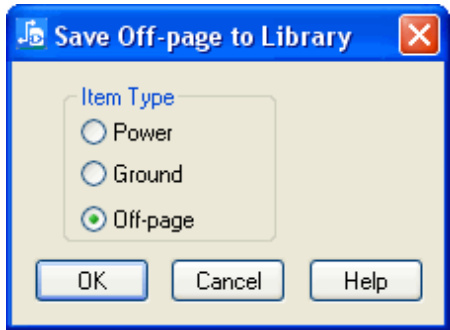 Save Off-page to Library
Item Type
Power
Ground
Off-page
OK Cancel Help